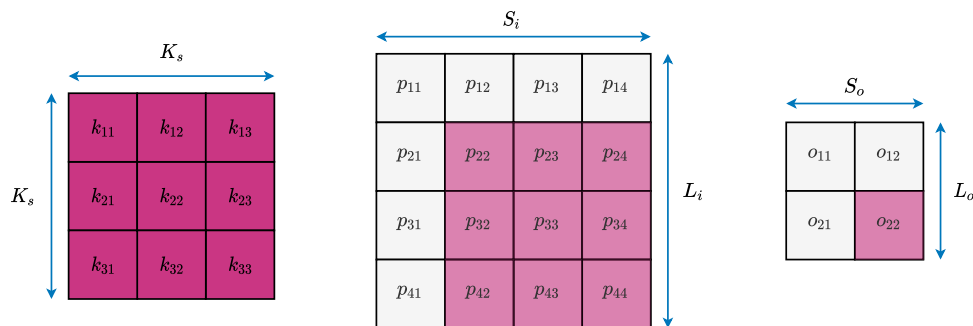 K_s
K_s
k_11 k_12 k_13
k_21 k_22 k_23
k_31 k_32 k_33
S_i
p_11 p_12 p_13 p_14
p_21 p_22 p_23 p_24
p_31 p_32 p_33 p_34
p_41 p_42 p_43 p_44
L_i
S_o
o_11 o_12
o_21 o_22
L_o